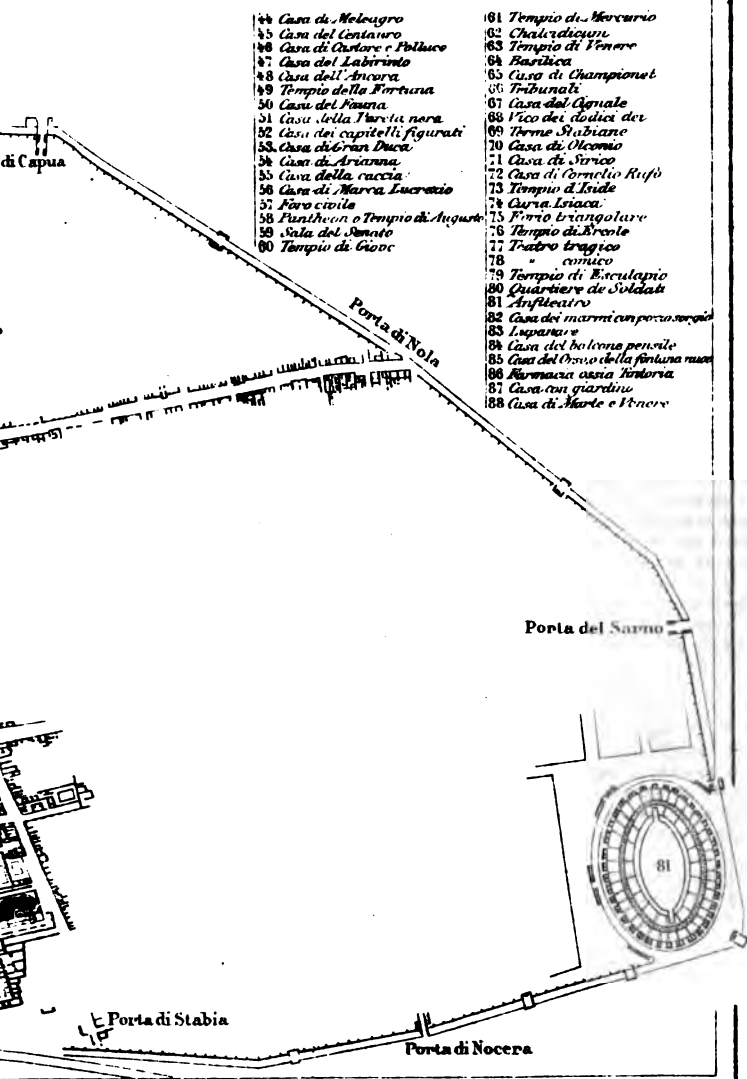 44 Casa di Meleagro
45 Casa del Centauro
46 Casa di Castore e Polluce
47 Casa del Labirinto
48 Casa dell'Ancora
49 Tempio della Fortuna
50 Casa del Fauna
51 Casa della Pareta nera
52 Casa dei capitelli figurati
53 Casa di Gran Duca
54 Casa di Arianna
55 Casa della caccia
56 Casa di Marca Lucrezio
57 Foro civile
58 Pantheon o Tempio di Auguste
59 Sala del Senato
60 Tempio di Giove
61 Tempio di Mercurio
62 Chalcidicum
63 Tempio di Venere
64 Basilica
65 Casa di Championet
66 Tribunali
67 Casa del Cignale
68 Vico dei dodici dei
69 Terme Stabiane
70 Casa di Olconio
71 Casa di Sirico
72 Casa di Cornelio Rufo
73 Tempio d'Iside
74 Curia Isiaca
75 Forio triangolare
76 Tempio di Ercole
77 Teatro tragico
78 " comico
79 Tempio di Esculapio
80 Quartiere de Soldati
81 Anfiteatro
82 Casa dei marmi con pozzo
83 Lupanare
84 Casa del balcone pensile
85 Casa del Orso o della fontana
86 Farmacia ossia Tintoria
87 Casa con giardino
88 Casa di Marte e Venere
di Capua
Porta di Nola
Porta del Sarno
81
Porta di Stabia
Porta di Nocera